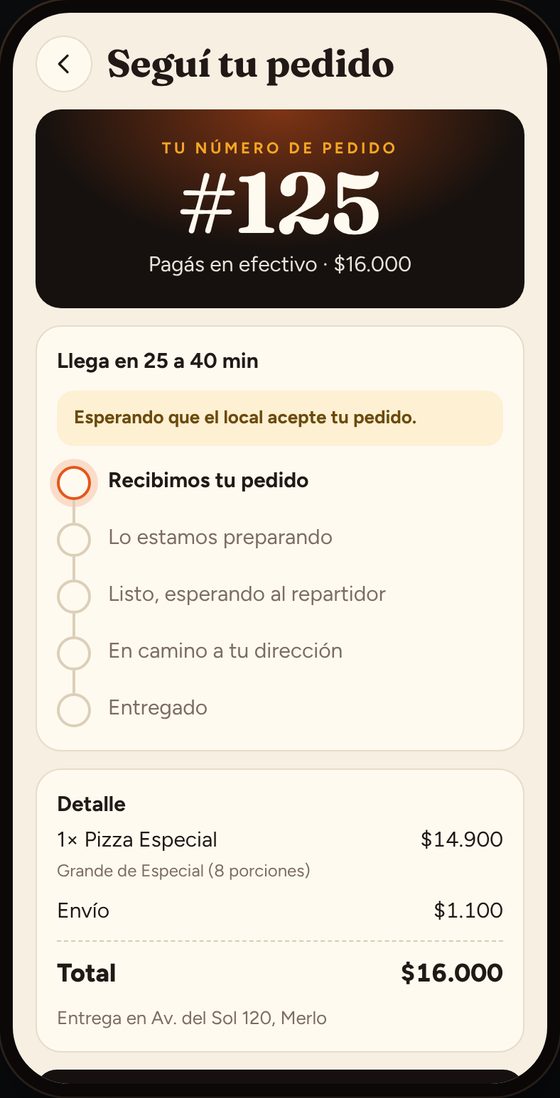 Seguí tu pedido
TU NÚMERO DE PEDIDO
#125
Pagás en efectivo · $16.000
Llega en 25 a 40 min
Esperando que el local acepte tu pedido.
Recibimos tu pedido
Lo estamos preparando
Listo, esperando al repartidor
En camino a tu dirección
Entregado
Detalle
1× Pizza Especial $14.900
Grande de Especial (8 porciones)
Envío $1.100
Total $16.000
Entrega en Av. del Sol 120, Merlo